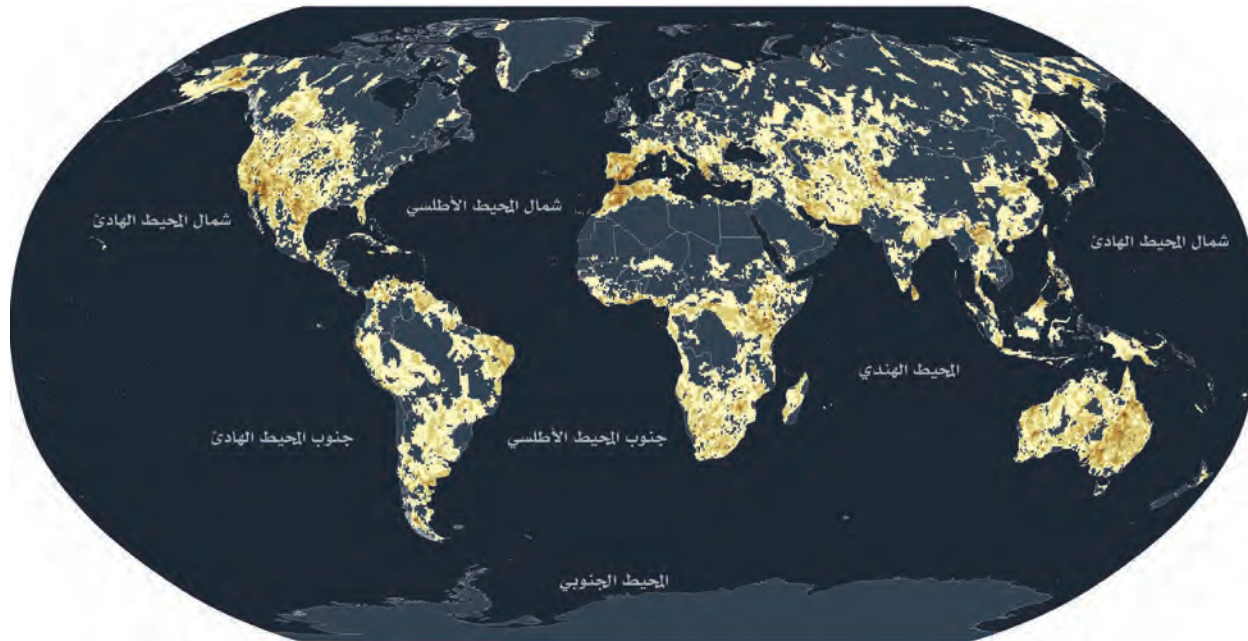 شمال المحيط الأطلسي
شمال المحيط الهادئ
شمال المحيط الهادئ
المحيط الهندي
جنوب المحيط الأطلسي
جنوب المحيط الهادئ
المحيط الجنوبي